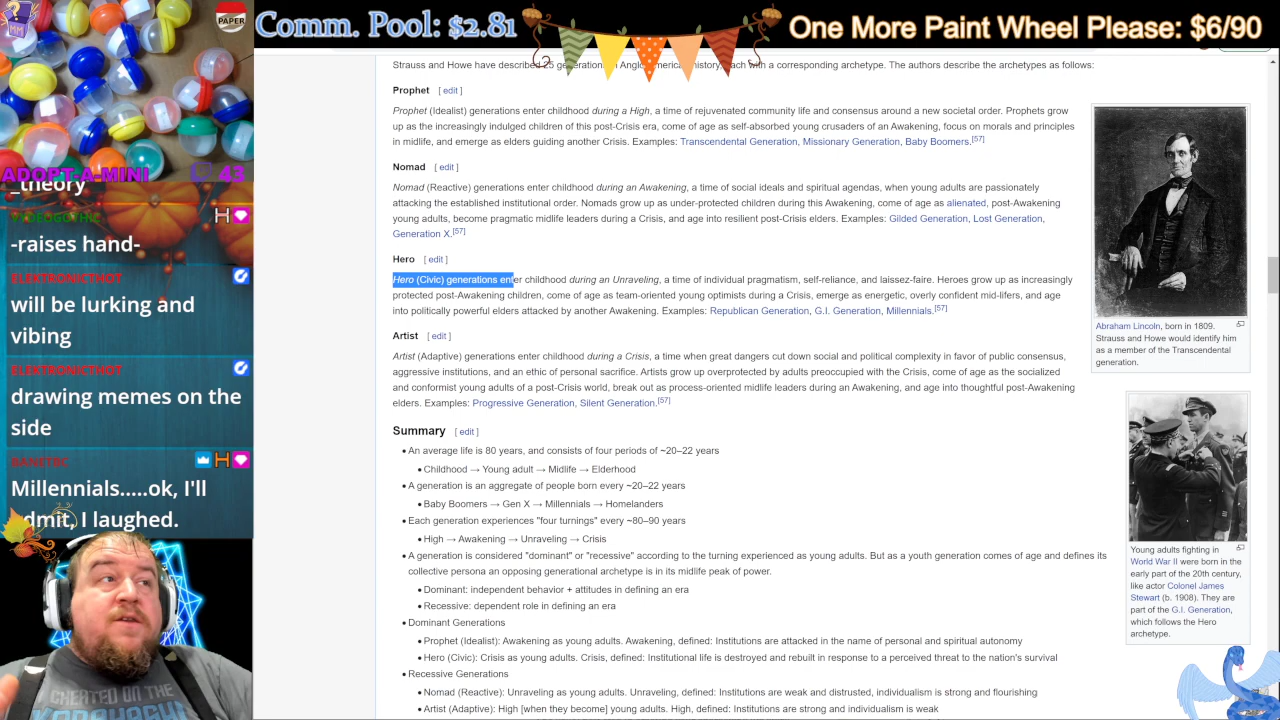 PAPER
Comm. Pool: $2.81
One More Paint Wheel Please: $6/90
ADOPT-A-MINI
43
_theory
-raises hand-
ELEKTRONICTHOT
will be lurking and
vibing
ELEKTRONICTHOT
drawing memes on the
side
BANETBC
Millennials.....ok, I'll
admit, I laughed.
CHEATED ON THE
Strauss and Howe have described 25 generations in Anglo-American history, each with a corresponding archetype. The authors describe the archetypes as follows:
Prophet [ edit ]
Prophet (Idealist) generations enter childhood during a High, a time of rejuvenated community life and consensus around a new societal order. Prophets grow
up as the increasingly indulged children of this post-Crisis era, come of age as self-absorbed young crusaders of an Awakening, focus on morals and principles
in midlife, and emerge as elders guiding another Crisis. Examples: Transcendental Generation, Missionary Generation, Baby Boomers.[57]
Nomad [ edit ]
Nomad (Reactive) generations enter childhood during an Awakening, a time of social ideals and spiritual agendas, when young adults are passionately
attacking the established institutional order. Nomads grow up as under-protected children during this Awakening, come of age as alienated, post-Awakening
young adults, become pragmatic midlife leaders during a Crisis, and age into resilient post-Crisis elders. Examples: Gilded Generation, Lost Generation,
Generation X.[57]
Hero [ edit ]
Hero (Civic) generations enter childhood during an Unraveling, a time of individual pragmatism, self-reliance, and laissez-faire. Heroes grow up as increasingly
protected post-Awakening children, come of age as team-oriented young optimists during a Crisis, emerge as energetic, overly confident mid-lifers, and age
into politically powerful elders attacked by another Awakening. Examples: Republican Generation, G.I. Generation, Millennials.[57]
Artist [ edit ]
Artist (Adaptive) generations enter childhood during a Crisis, a time when great dangers cut down social and political complexity in favor of public consensus,
aggressive institutions, and an ethic of personal sacrifice. Artists grow up overprotected by adults preoccupied with the Crisis, come of age as the socialized
and conformist young adults of a post-Crisis world, break out as process-oriented midlife leaders during an Awakening, and age into thoughtful post-Awakening
elders. Examples: Progressive Generation, Silent Generation.[57]
Summary [ edit ]
• An average life is 80 years, and consists of four periods of ~20–22 years
• Childhood → Young adult → Midlife → Elderhood
• A generation is an aggregate of people born every ~20–22 years
• Baby Boomers → Gen X → Millennials → Homelanders
• Each generation experiences "four turnings" every ~80–90 years
• High → Awakening → Unraveling → Crisis
• A generation is considered "dominant" or "recessive" according to the turning experienced as young adults. But as a youth generation comes of age and defines its
collective persona an opposing generational archetype is in its midlife peak of power.
• Dominant: independent behavior + attitudes in defining an era
• Recessive: dependent role in defining an era
• Dominant Generations
• Prophet (Idealist): Awakening as young adults. Awakening, defined: Institutions are attacked in the name of personal and spiritual autonomy
• Hero (Civic): Crisis as young adults. Crisis, defined: Institutional life is destroyed and rebuilt in response to a perceived threat to the nation's survival
• Recessive Generations
• Nomad (Reactive): Unraveling as young adults. Unraveling, defined: Institutions are weak and distrusted, individualism is strong and flourishing
• Artist (Adaptive): High [when they become] young adults. High, defined: Institutions are strong and individualism is weak
Abraham Lincoln, born in 1809.
Strauss and Howe would identify him
as a member of the Transcendental
generation.
Young adults fighting in
World War II were born in the
early part of the 20th century,
like actor Colonel James
Stewart (b. 1908). They are
part of the G.I. Generation,
which follows the Hero
archetype.